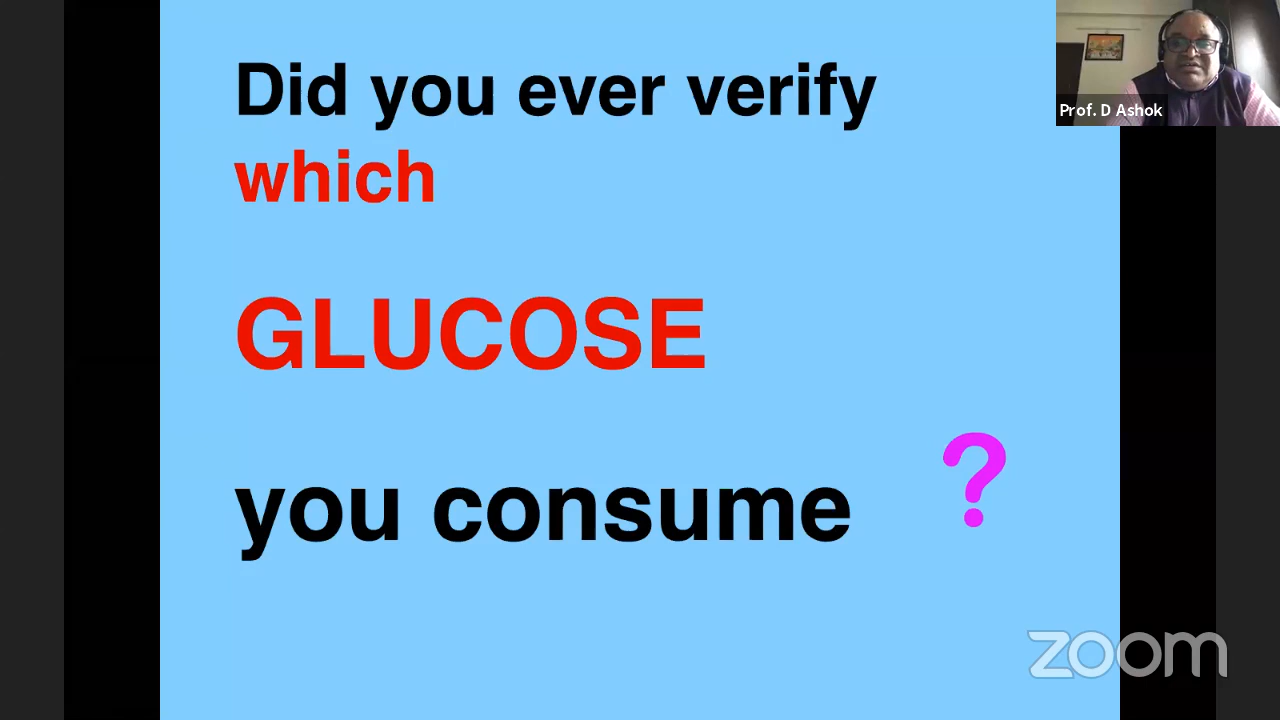 Did you ever verify
which
GLUCOSE
you consume ?
Prof. D Ashok
zoom